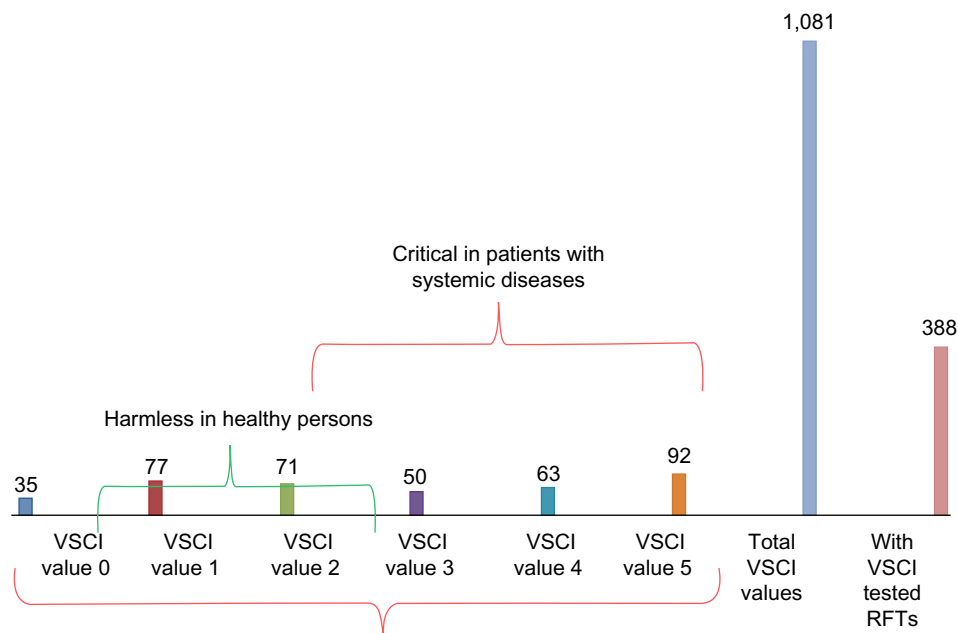 1,081
Critical in patients with
systemic diseases
388
Harmless in healthy persons
35
77
71
50
63
92
VSCI
value 0
VSCI
value 1
VSCI
value 2
VSCI
value 3
VSCI
value 4
VSCI
value 5
Total
VSCI
values
With
VSCI
tested
RFTs